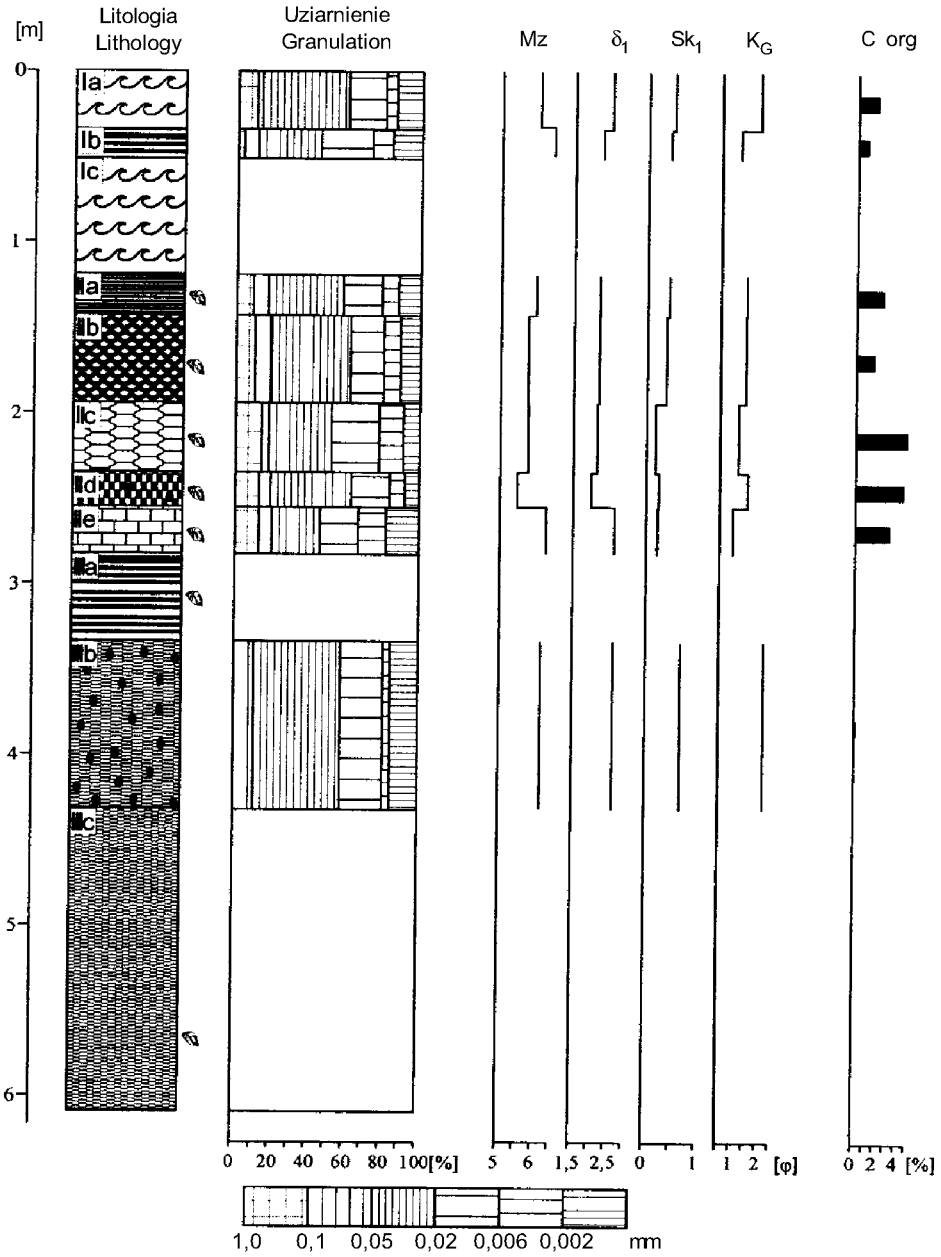 [m]
Litologia
Lithology
Uziarnienie
Granulation
Mz
δ1
Sk1
KG
C org
0
Ia
Ib
Ic
1
IIa
IIb
2
IIc
IId
IIe
IIIa
3
IIIb
4
IIIc
5
6
0 20 40 60 80 100[%]
5 6
1,5 2,5
0 1
1 2 [φ]
0 2 4 [%]
1,0 0,1 0,05 0,02 0,006 0,002 mm